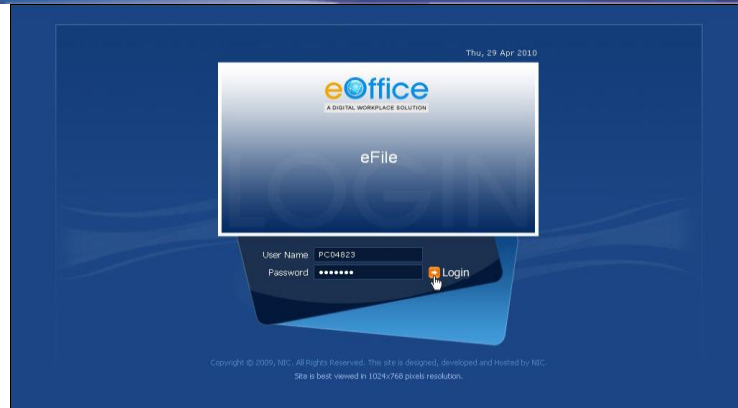 Thu, 29 Apr 2010
eOffice
A DIGITAL WORKPLACE SOLUTION
eFile
LOGIN
User Name PC04823
Password •••••••
Login
Copyright © 2009, NIC. All Rights Reserved. This site is designed, developed and Hosted by NIC.
Site is best viewed in 1024x768 pixels resolution.